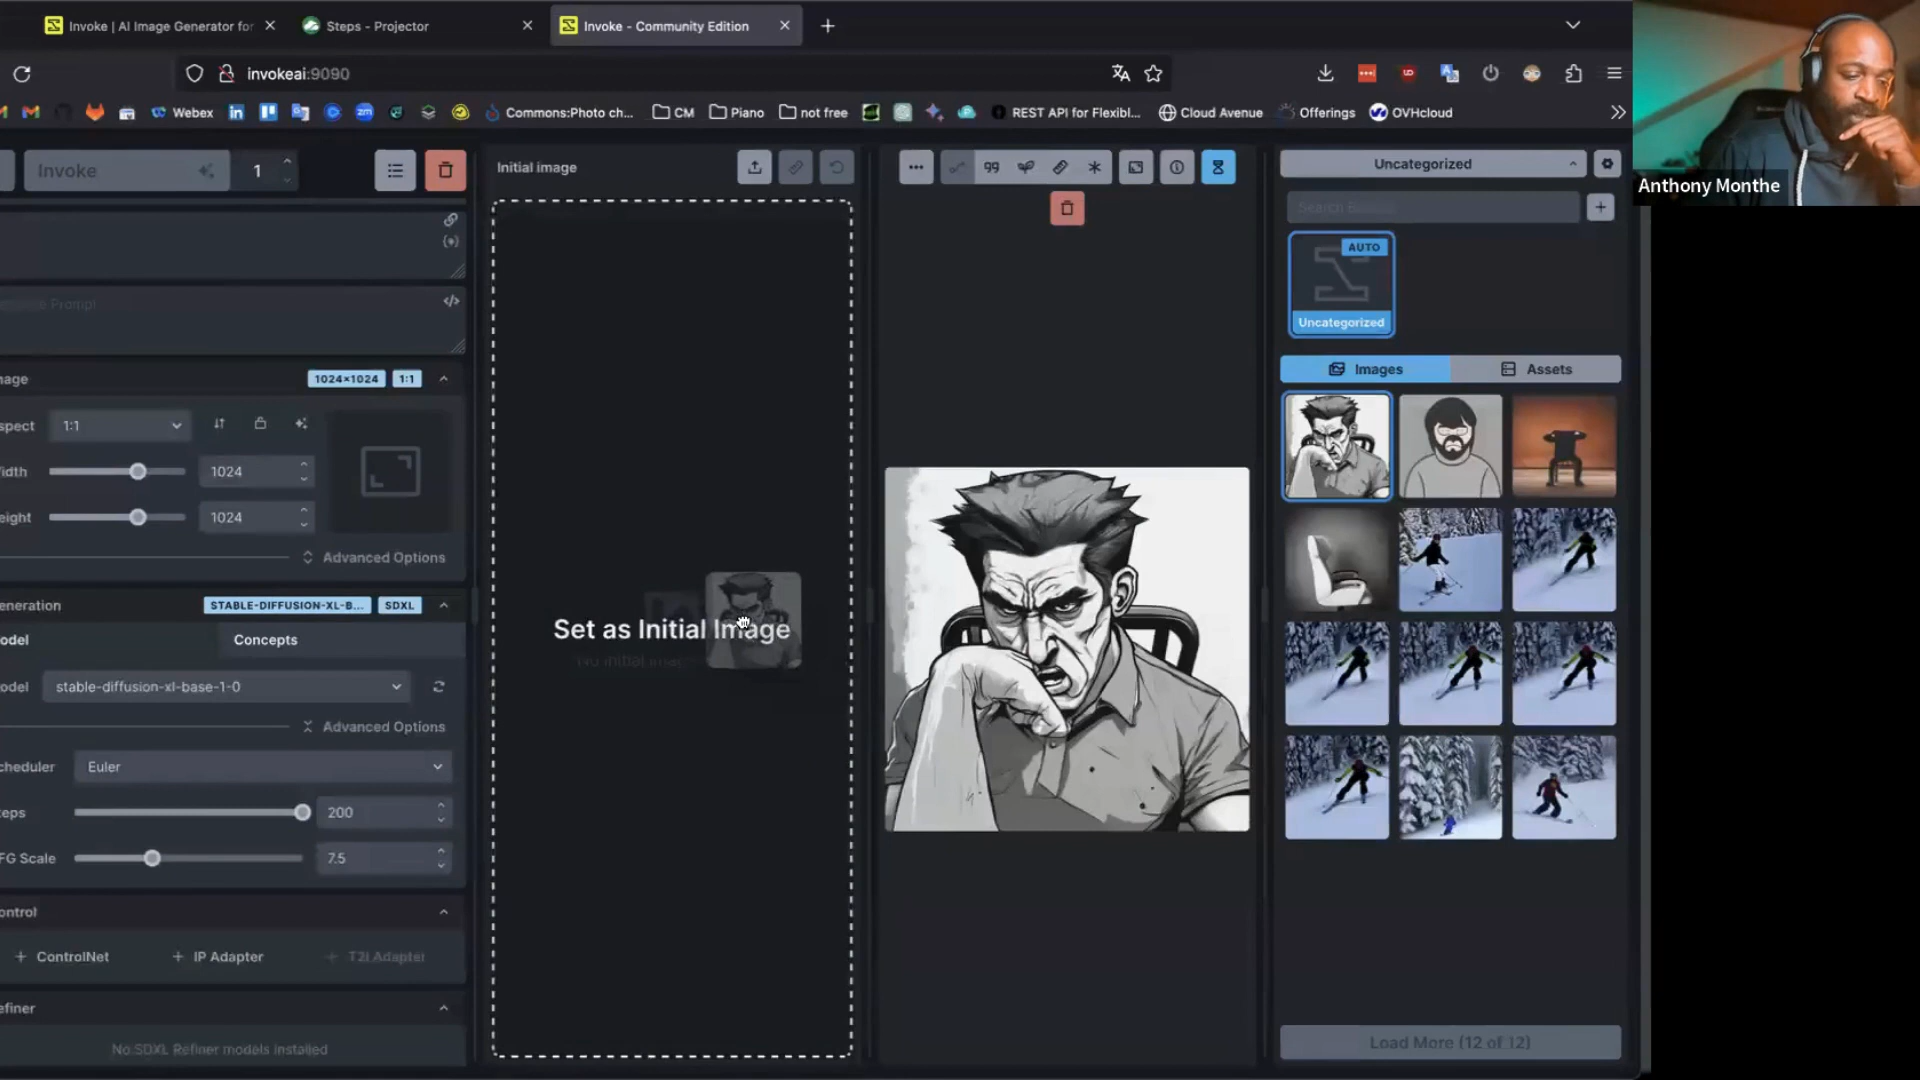 Invoke | AI Image Generator for
Steps - Projector
Invoke - Community Edition
invokeai:9090
Webex
Commons:Photo ch...
CM
Piano
not free
REST API for Flexibl...
Cloud Avenue
Offerings
OVHcloud
Anthony Monthe
Invoke
1
Initial image
Uncategorized
AUTO
Uncategorized
Prompt
mage
1024×1024
1:1
Images
Assets
spect
1:1
Vidth
1024
eight
1024
Advanced Options
eneration
STABLE-DIFFUSION-XL-B...
SDXL
odel
Concepts
Set as Initial Image
odel
stable-diffusion-xl-base-1-0
Advanced Options
cheduler
Euler
teps
200
FG Scale
7.5
ontrol
ControlNet
IP Adapter
T2I Adapter
efiner
No SDXL Refiner models installed
Load More (12 of 12)